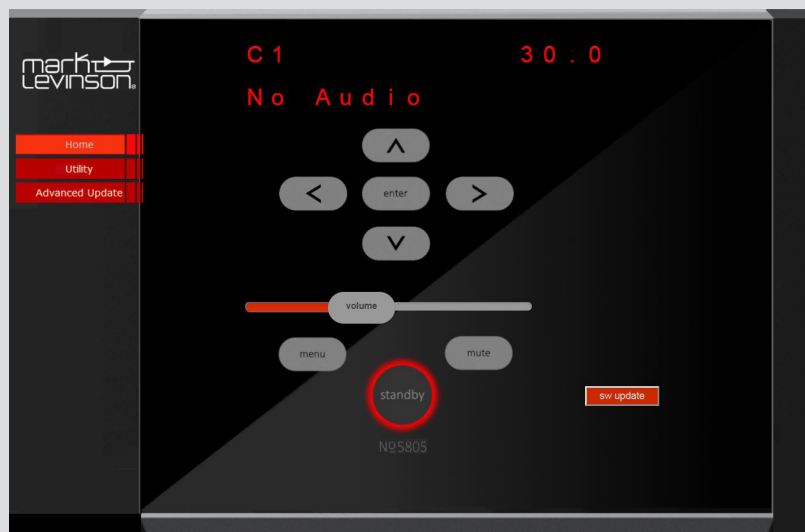 mark
Levinson®
C1 30.0
No Audio
Home
Utility
Advanced Update
enter
volume
menu
mute
standby
sw update
Nº5805